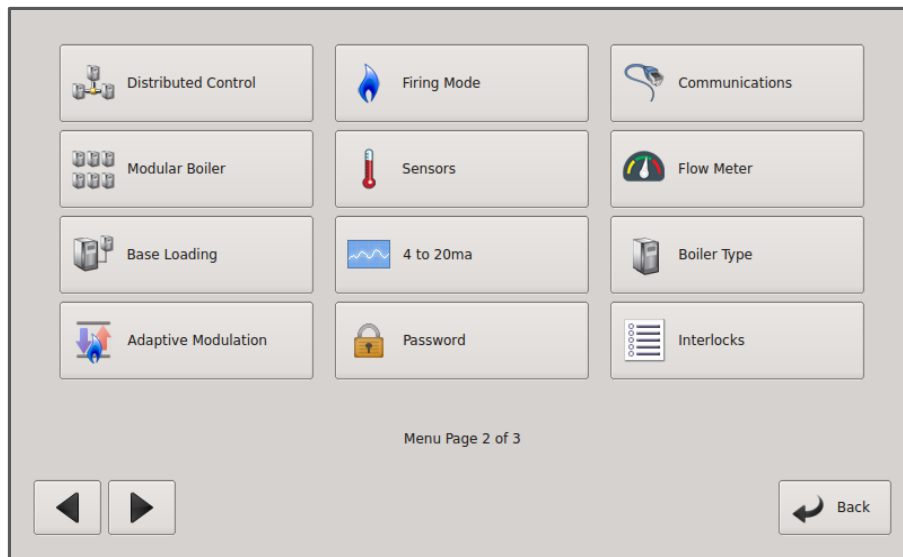 Distributed Control
Firing Mode
Communications
Modular Boiler
Sensors
Flow Meter
Base Loading
4 to 20ma
Boiler Type
Adaptive Modulation
Password
Interlocks
Menu Page 2 of 3
Back